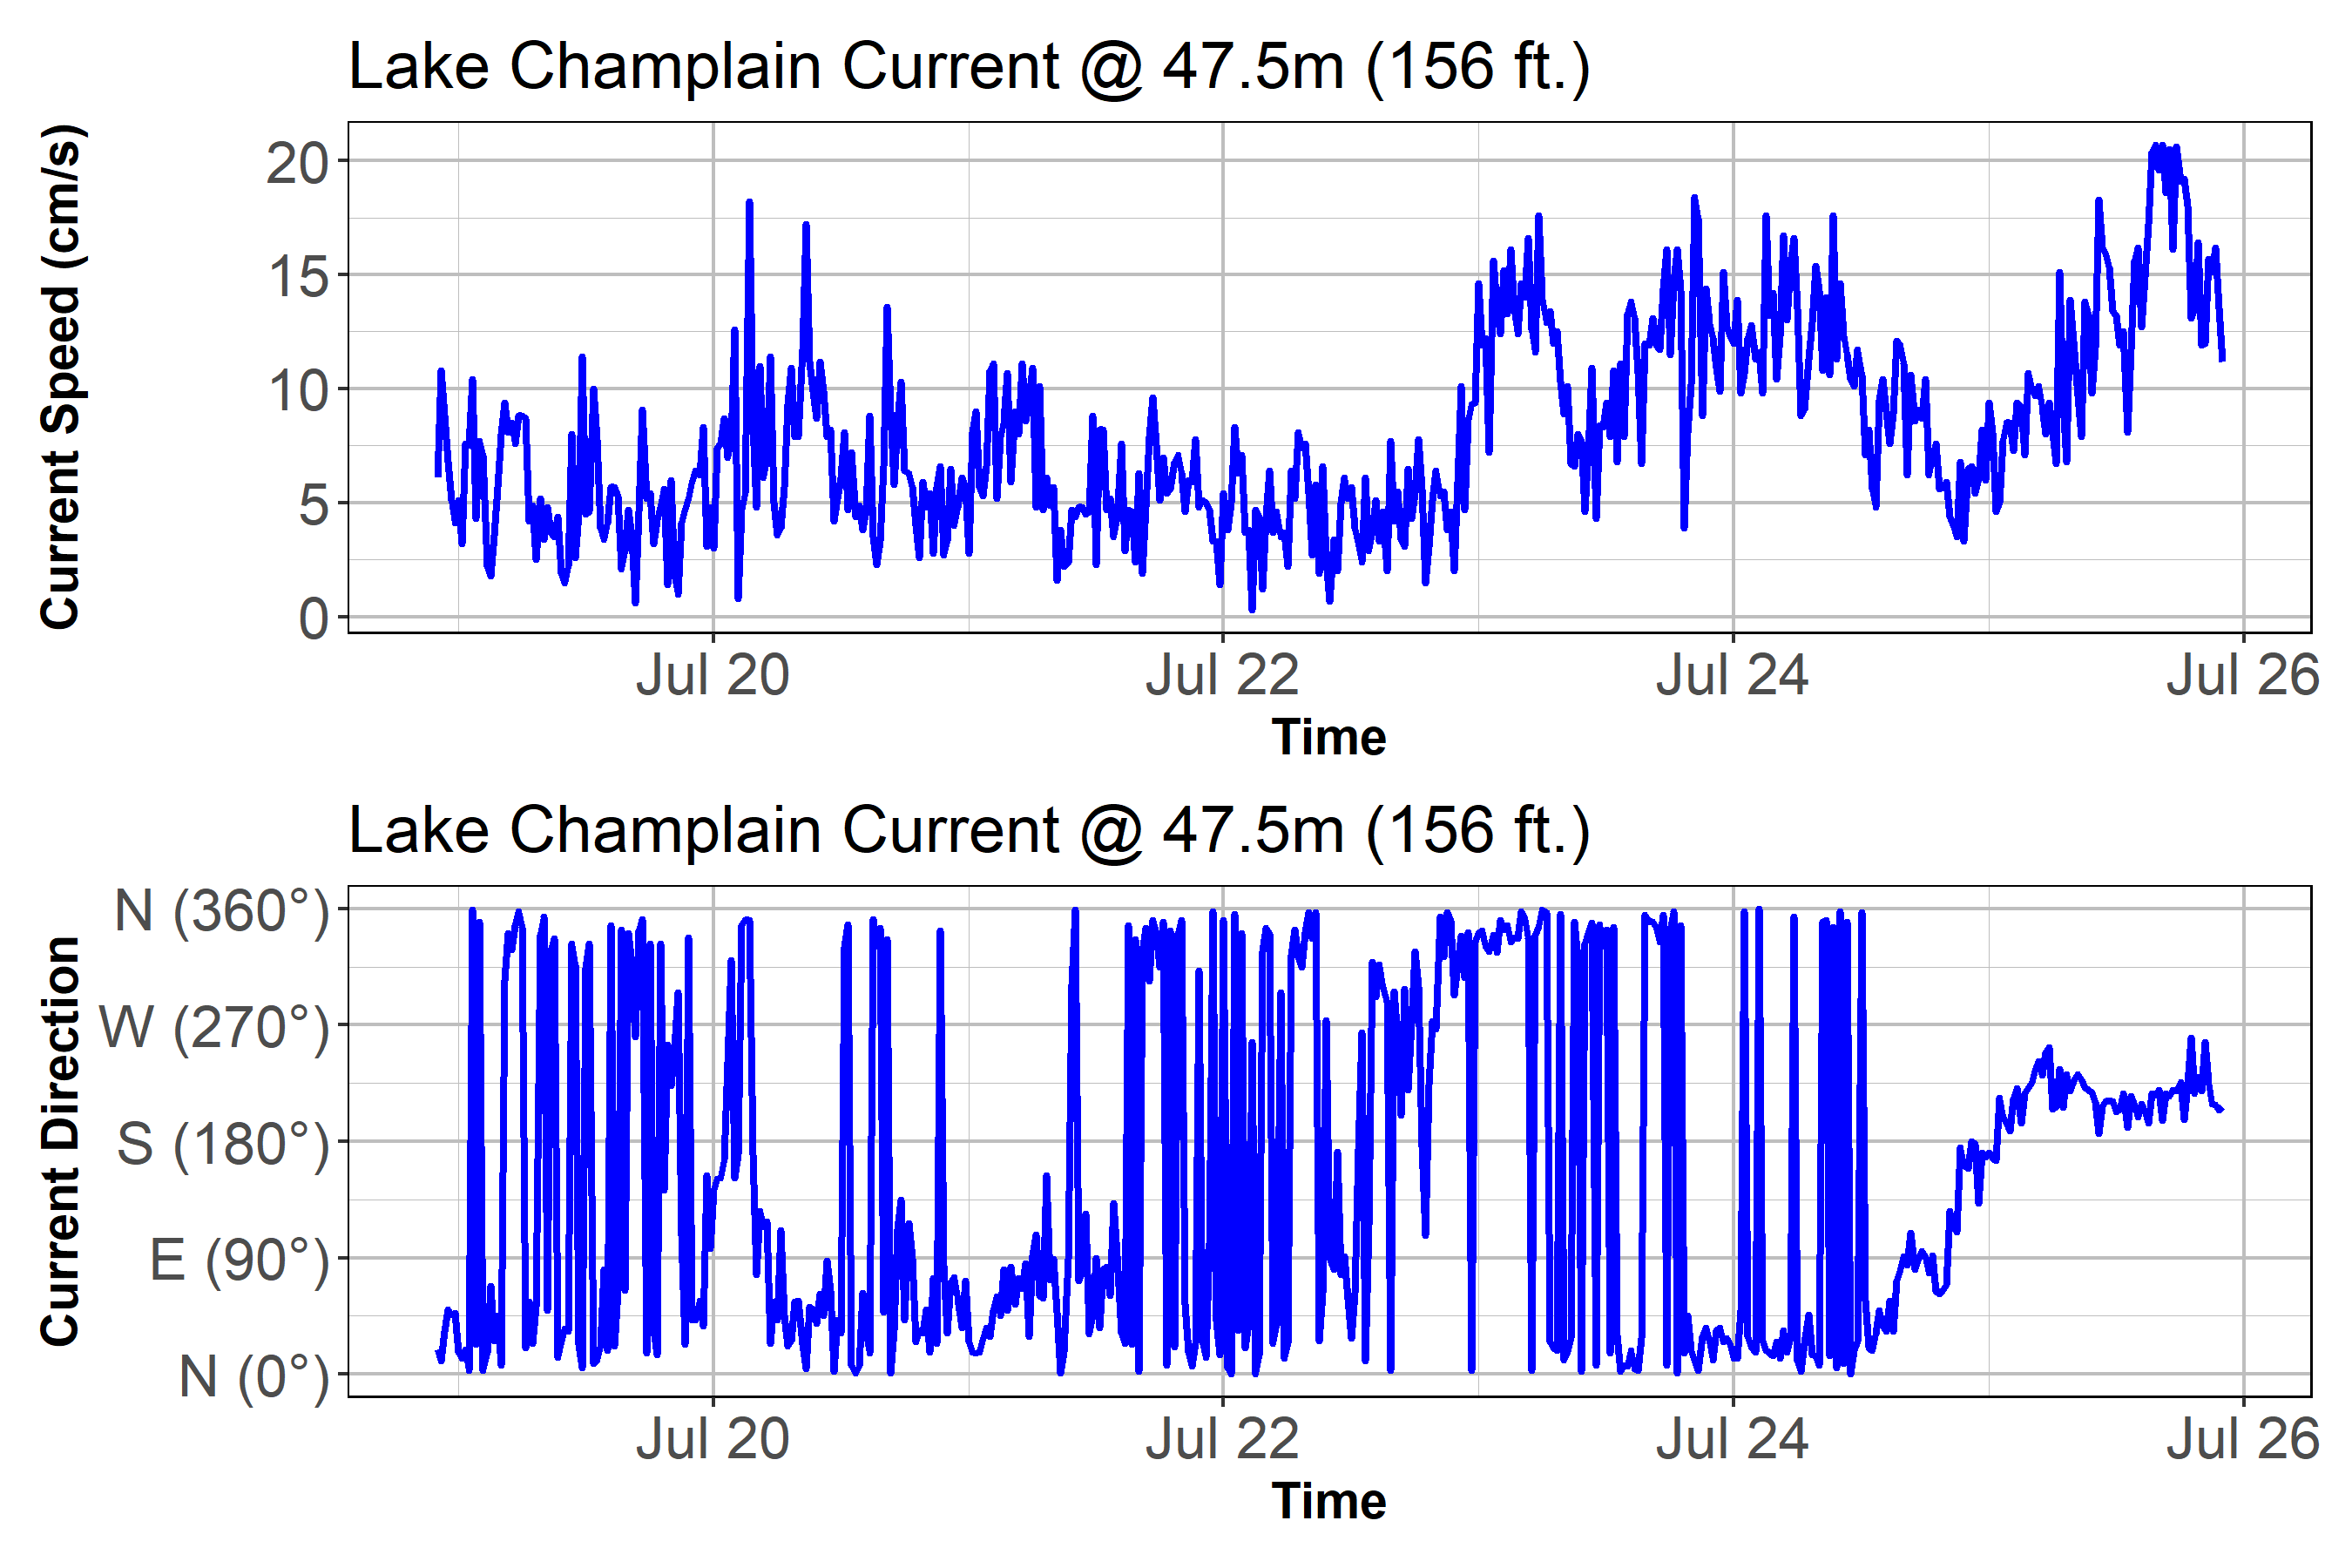 Lake Champlain Current @ 47.5m (156 ft.)
Current Speed (cm/s)
20
15
10
5
0
Jul 20 Jul 22 Jul 24 Jul 26
Time
Lake Champlain Current @ 47.5m (156 ft.)
Current Direction
N (360°)
W (270°)
S (180°)
E (90°)
N (0°)
Jul 20 Jul 22 Jul 24 Jul 26
Time